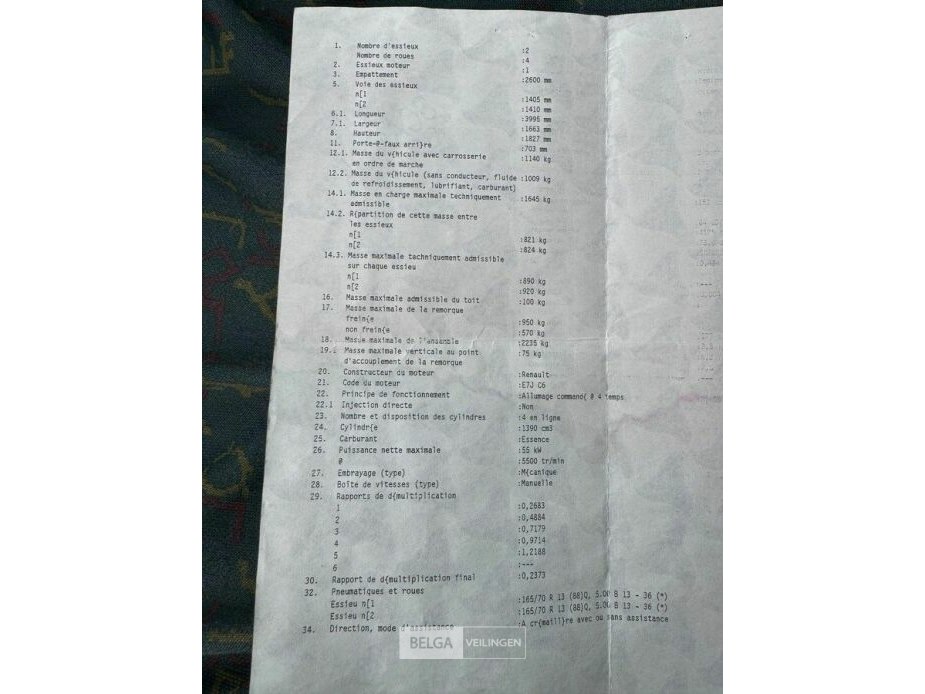 1. Nombre d'essieux :2
Nombre de roues :4
2. Essieux moteur :1
3. Empattement :2600 mm
5. Voie des essieux
n[1 :1405 mm
n[2 :1410 mm
6.1. Longueur :3995 mm
7.1. Largeur :1663 mm
8. Hauteur :1827 mm
11. Porte-@-faux arri}re :703 mm
12.1. Masse du v{hicule avec carrosserie :1140 kg
en ordre de marche
12.2. Masse du v{hicule (sans conducteur, fluide :1009 kg
de refroidissement, lubrifiant, carburant)
14.1. Masse en charge maximale techniquement :1645 kg
admissible
14.2. R{partition de cette masse entre
les essieux
n[1 :821 kg
n[2 :824 kg
14.3. Masse maximale techniquement admissible
sur chaque essieu
n[1 :890 kg
n[2 :920 kg
16. Masse maximale admissible du toit :100 kg
17. Masse maximale de la remorque
frein{e :950 kg
non frein{e :570 kg
18. Masse maximale de l'ensemble :2235 kg
19.1 Masse maximale verticale au point :75 kg
d'accouplement de la remorque
20. Constructeur du moteur :Renault
21. Code du moteur :E7J C6
22. Principe de fonctionnement :Allumage command{ @ 4 temps
22.1 Injection directe :Non
23. Nombre et disposition des cylindres :4 en ligne
24. Cylindr{e :1390 cm3
25. Carburant :Essence
26. Puissance nette maximale :55 kW
@ :5500 tr/min
27. Embrayage (type) :M{canique
28. Boîte de vitesses (type) :Manuelle
29. Rapports de d{multiplication
1 :0,2683
2 :0,4884
3 :0,7179
4 :0,9714
5 :1,2188
6 :---
30. Rapport de d{multiplication final :0,2373
32. Pneumatiques et roues
Essieu n[1 :165/70 R 13 (88)Q, 5.00 B 13 - 36 (*)
Essieu n[2 :165/70 R 13 (88)Q, 5.00 B 13 - 36 (*)
34. Direction, mode d'assistance :A cr{maill}re avec ou sans assistance
BELGA VEILINGEN